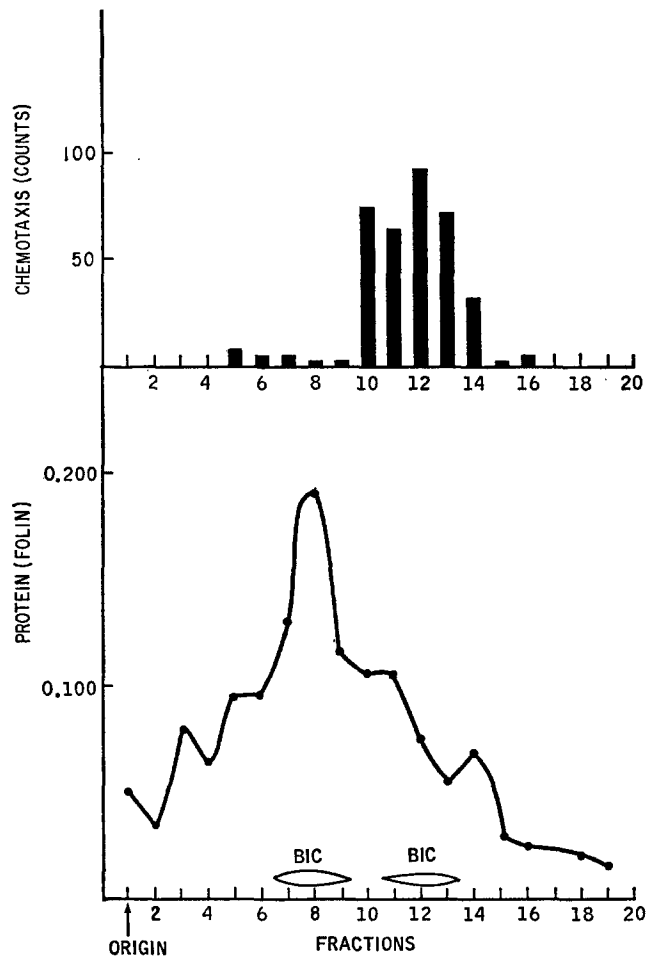 CHEMOTAXIS (COUNTS)
100
50
2 4 6 8 10 12 14 16 18 20
PROTEIN (FOLIN)
0.200
0.100
BIC BIC
2 4 6 8 10 12 14 16 18 20
ORIGIN
FRACTIONS